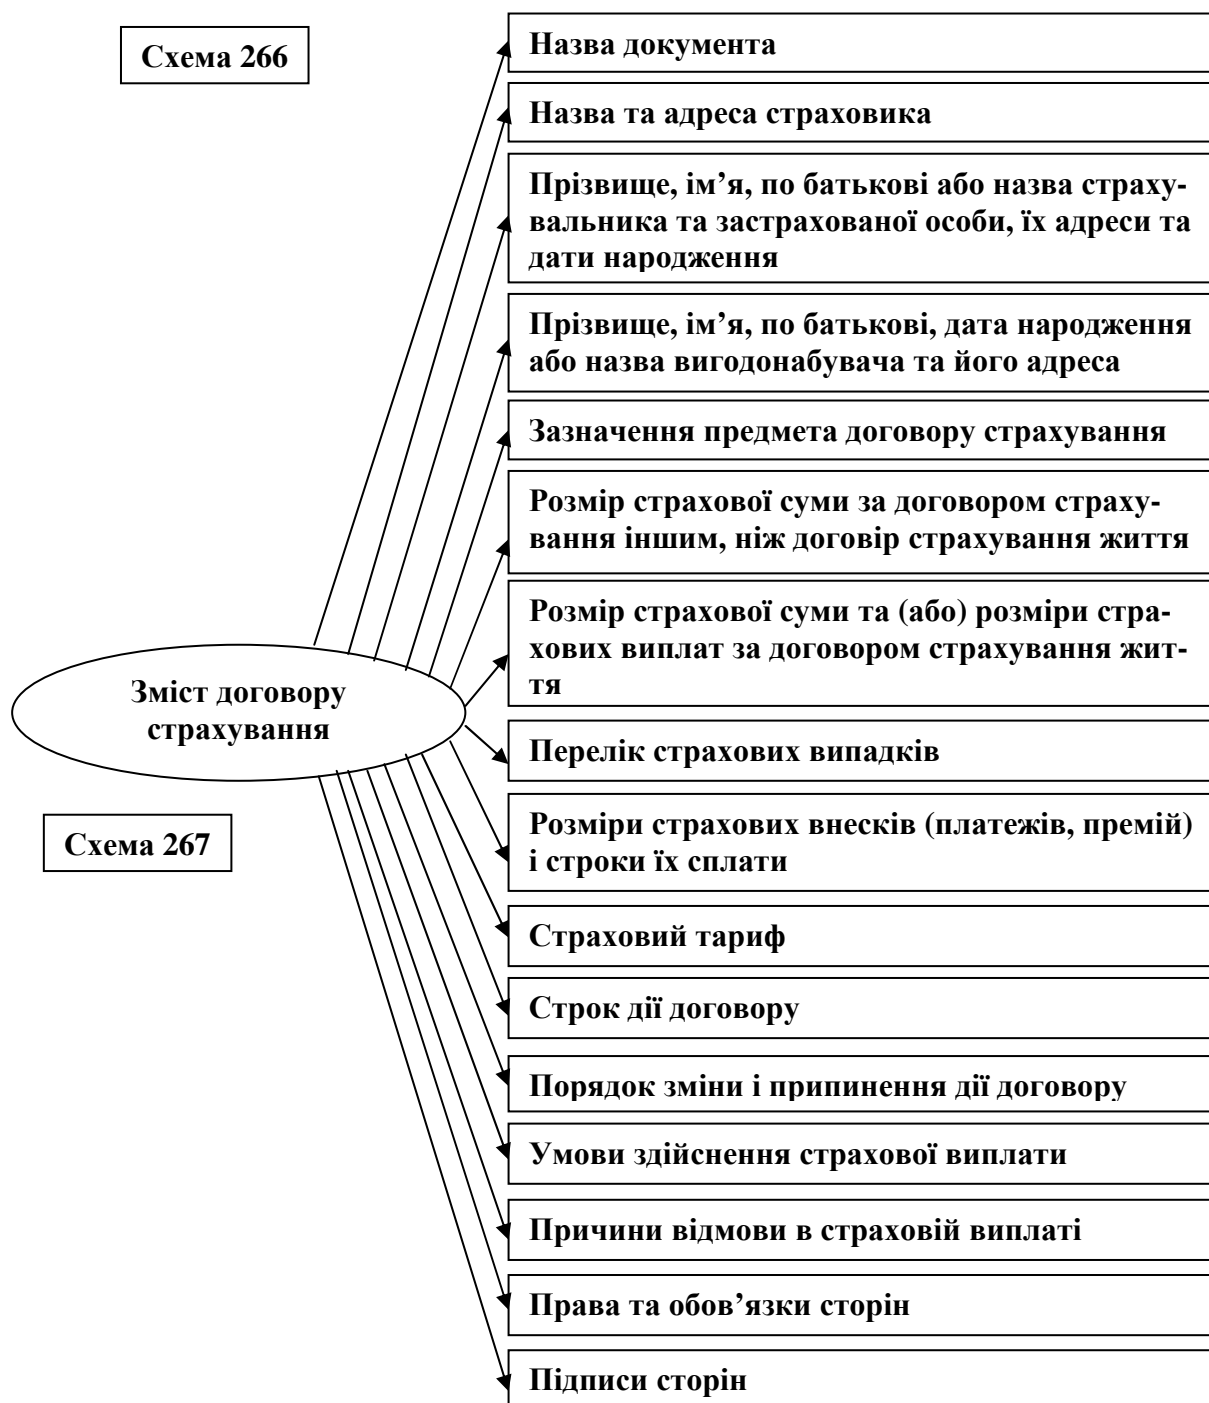 Схема 266
Назва документа
Назва та адреса страховика
Прізвище, ім’я, по батькові або назва страху-
вальника та застрахованої особи, їх адреси та
дати народження
Прізвище, ім’я, по батькові, дата народження
або назва вигодонабувача та його адреса
Зазначення предмета договору страхування
Розмір страхової суми за договором страху-
вання іншим, ніж договір страхування життя
Розмір страхової суми та (або) розміри стра-
хових виплат за договором страхування жит-
тя
Зміст договору
страхування
Перелік страхових випадків
Розміри страхових внесків (платежів, премій)
і строки їх сплати
Схема 267
Страховий тариф
Строк дії договору
Порядок зміни і припинення дії договору
Умови здійснення страхової виплати
Причини відмови в страховій виплаті
Права та обов’язки сторін
Підписи сторін